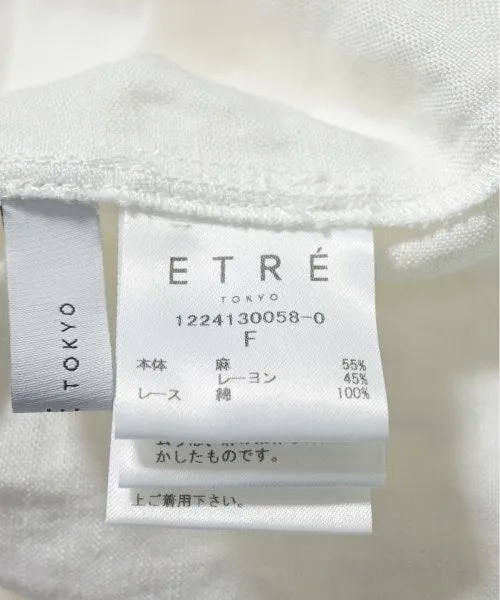 ETRÉ
TOKYO
1224130058-0
F
本体 麻 55%
レーヨン 45%
レース 綿 100%
かしたものです。
上ご着用下さい。
TOKYO